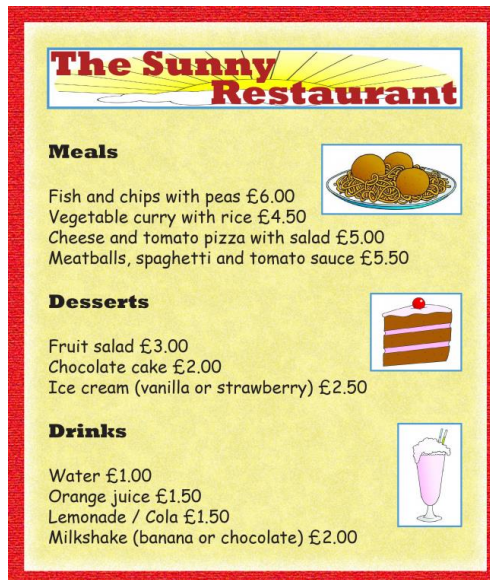 The Sunny
Restaurant
Meals
Fish and chips with peas £6.00
Vegetable curry with rice £4.50
Cheese and tomato pizza with salad £5.00
Meatballs, spaghetti and tomato sauce £5.50
Desserts
Fruit salad £3.00
Chocolate cake £2.00
Ice cream (vanilla or strawberry) £2.50
Drinks
Water £1.00
Orange juice £1.50
Lemonade / Cola £1.50
Milkshake (banana or chocolate) £2.00